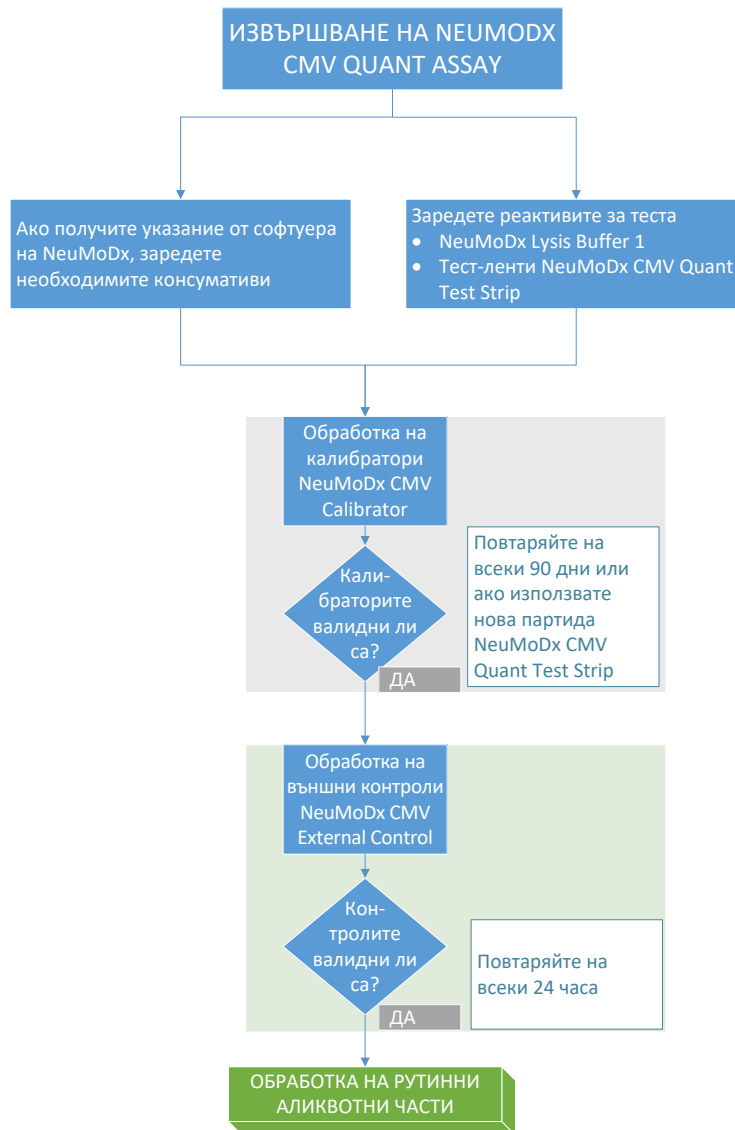 ИЗВЪРШВАНЕ НА NEUMODX
CMV QUANT ASSAY
Ако получите указание от софтуера
на NeuMoDx, заредете
необходимите консумативи
Заредете реактивите за теста
• NeuMoDx Lysis Buffer 1
• Тест-ленти NeuMoDx CMV Quant
Test Strip
Обработка на
калибратори
NeuMoDx CMV
Calibrator
Кали-
браторите
валидни ли
са?
ДА
Повтаряйте на
всеки 90 дни или
ако използвате
нова партида
NeuMoDx CMV
Quant Test Strip
Обработка на
външни контроли
NeuMoDx CMV
External Control
Кон-
тролите
валидни ли
са?
ДА
Повтаряйте на
всеки 24 часа
ОБРАБОТКА НА РУТИННИ
АЛИКВОТНИ ЧАСТИ